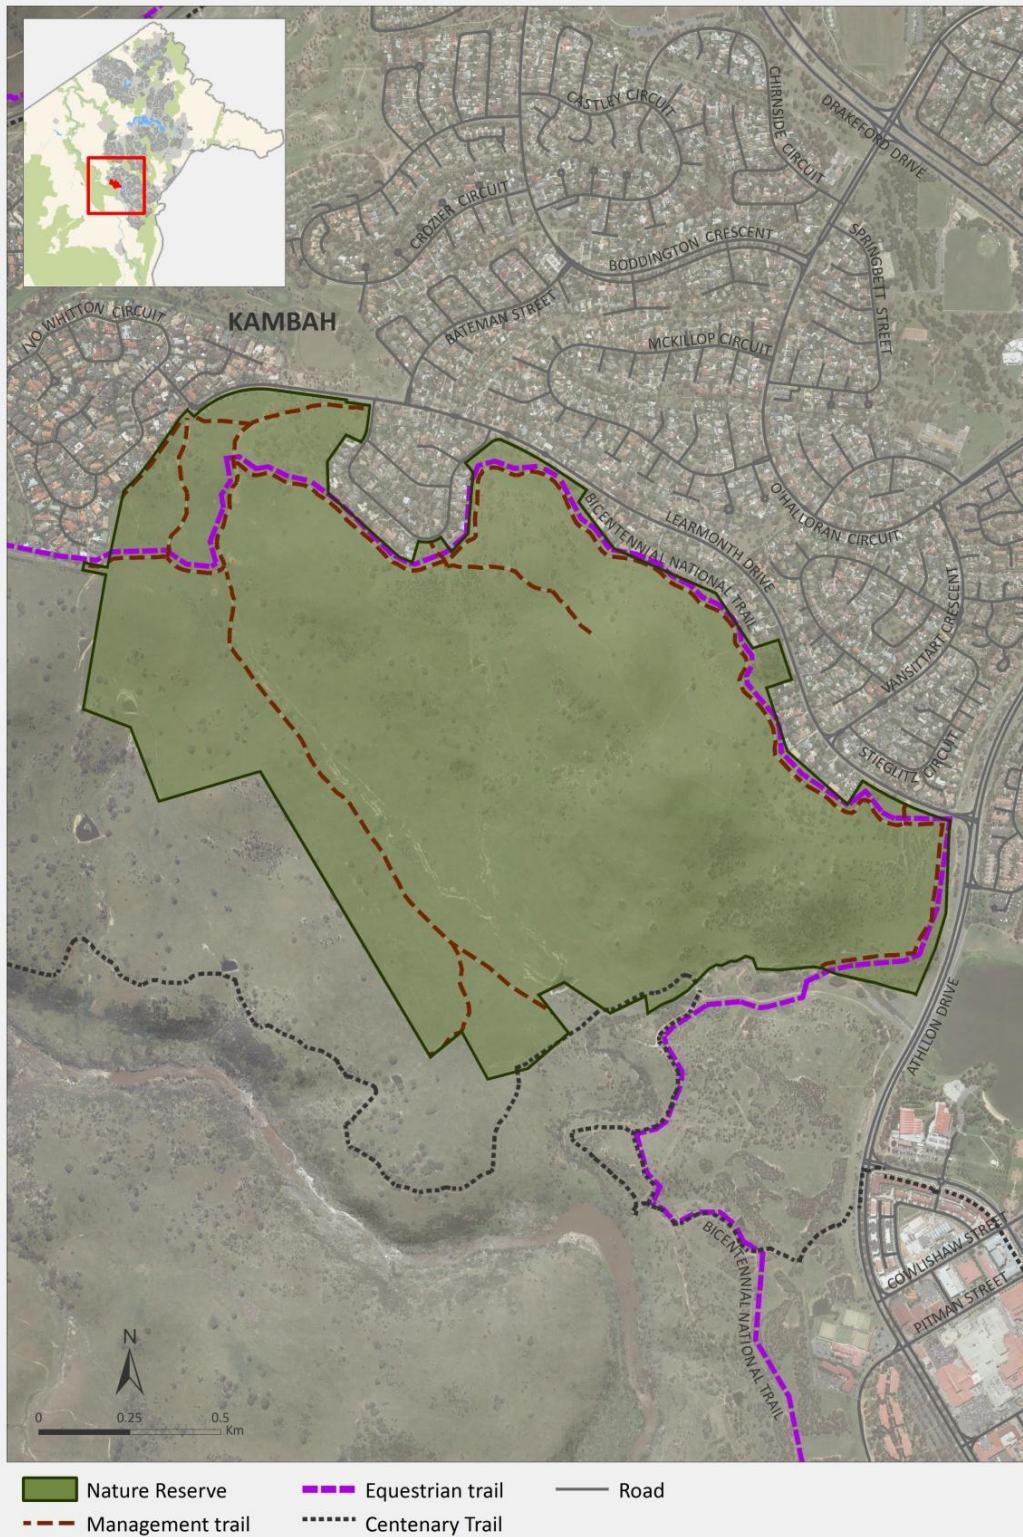 CASTLEY CIRCUIT
CHIRNSIDE CIRCUIT
DRAKEFORD DRIVE
CROZIER CIRCUIT
BODDINGTON CRESCENT
SPRINGBETT STREET
NO WHITTON CIRCUIT
KAMBAH
BATEMAN STREET
MCKILLOP CIRCUIT
BICENTENNIAL NATIONAL TRAIL
LEARMONTH DRIVE
O'HALLORAN CIRCUIT
VANSITTART CRESCENT
STIEGLITZ CIRCUIT
ATHLLON DRIVE
BICENTENNIAL NATIONAL TRAIL
COWLISHAW STREET
PITMAN STREET
N
0 0.25 0.5
Km
Nature Reserve Equestrian trail Road
Management trail Centenary Trail